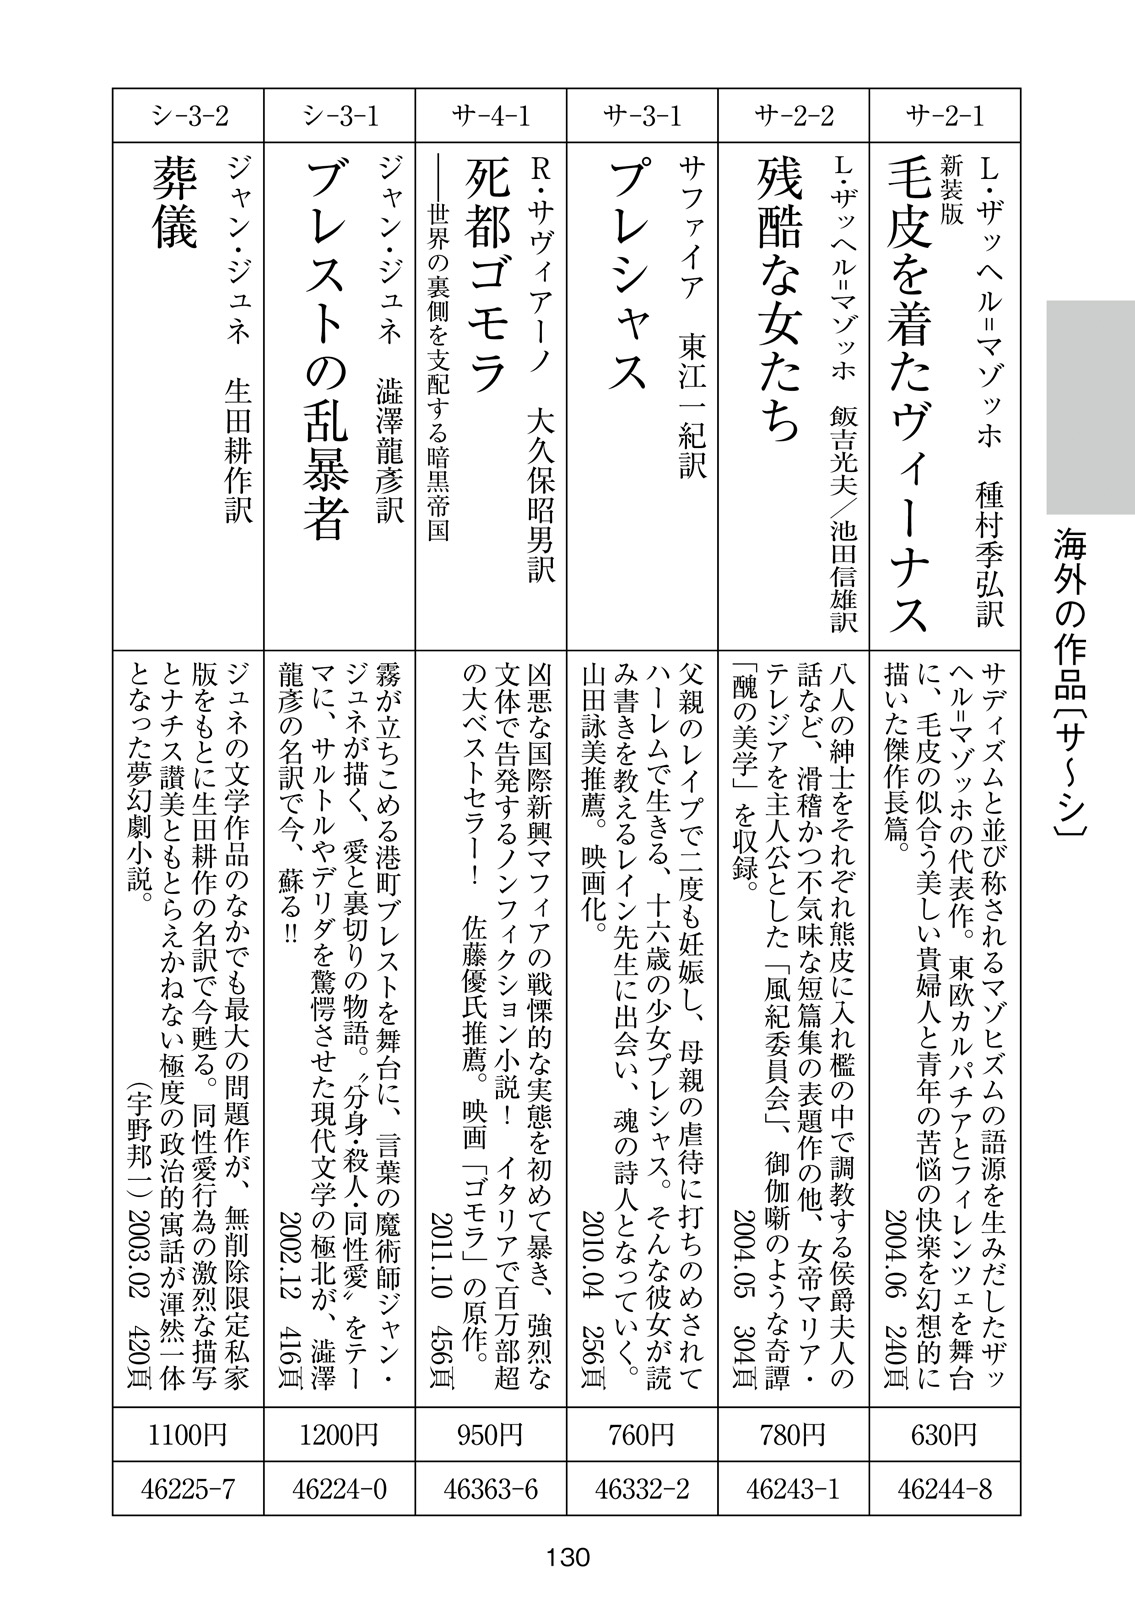 海外の作品〔サ〜シ〕
サ-2-1
L・ザッヘル=マゾッホ　種村季弘訳
新装版
毛皮を着たヴィーナス
サディズムと並び称されるマゾヒズムの語源を生みだしたザッ
ヘル=マゾッホの代表作。東欧カルパチアとフィレンツェを舞台
に、毛皮の似合う美しい貴婦人と青年の苦悩の快楽を幻想的に
描いた傑作長篇。　2004.06　240頁
630円
46244-8
サ-2-2
L・ザッヘル=マゾッホ　飯吉光夫／池田信雄訳
残酷な女たち
八人の紳士をそれぞれ熊皮に入れ檻の中で調教する侯爵夫人の
話など、滑稽かつ不気味な短篇集の表題作の他、女帝マリア・
テレジアを主人公とした「風紀委員会」、御伽噺のような奇譚
「醜の美学」を収録。　2004.05　304頁
780円
46243-1
サ-3-1
サファイア　東江一紀訳
プレシャス
父親のレイプで二度も妊娠し、母親の虐待に打ちのめされて
ハーレムで生きる、十六歳の少女プレシャス。そんな彼女が読
み書きを教えるレイン先生に出会い、魂の詩人となっていく。
山田詠美推薦。映画化。　2010.04　256頁
760円
46332-2
サ-4-1
R・サヴィアーノ　大久保昭男訳
死都ゴモラ
――世界の裏側を支配する暗黒帝国
凶悪な国際新興マフィアの戦慄的な実態を初めて暴き、強烈な
文体で告発するノンフィクション小説！　イタリアで百万部超
の大ベストセラー！　佐藤優氏推薦。映画「ゴモラ」の原作。
2011.10　456頁
950円
46363-6
シ-3-1
ジャン・ジュネ　澁澤龍彥訳
ブレストの乱暴者
霧が立ちこめる港町ブレストを舞台に、言葉の魔術師ジャン・
ジュネが描く、愛と裏切りの物語。〝分身・殺人・同性愛〟をテー
マに、サルトルやデリダを驚愕させた現代文学の極北が、澁澤
龍彥の名訳で今、蘇る!!　2002.12　416頁
1200円
46224-0
シ-3-2
ジャン・ジュネ　生田耕作訳
葬儀
ジュネの文学作品のなかでも最大の問題作が、無削除限定私家
版をもとに生田耕作の名訳で今甦る。同性愛行為の激烈な描写
とナチス讃美ともとらえかねない極度の政治的寓話が渾然一体
となった夢幻劇小説。　（宇野邦一）2003.02　420頁
1100円
46225-7
130